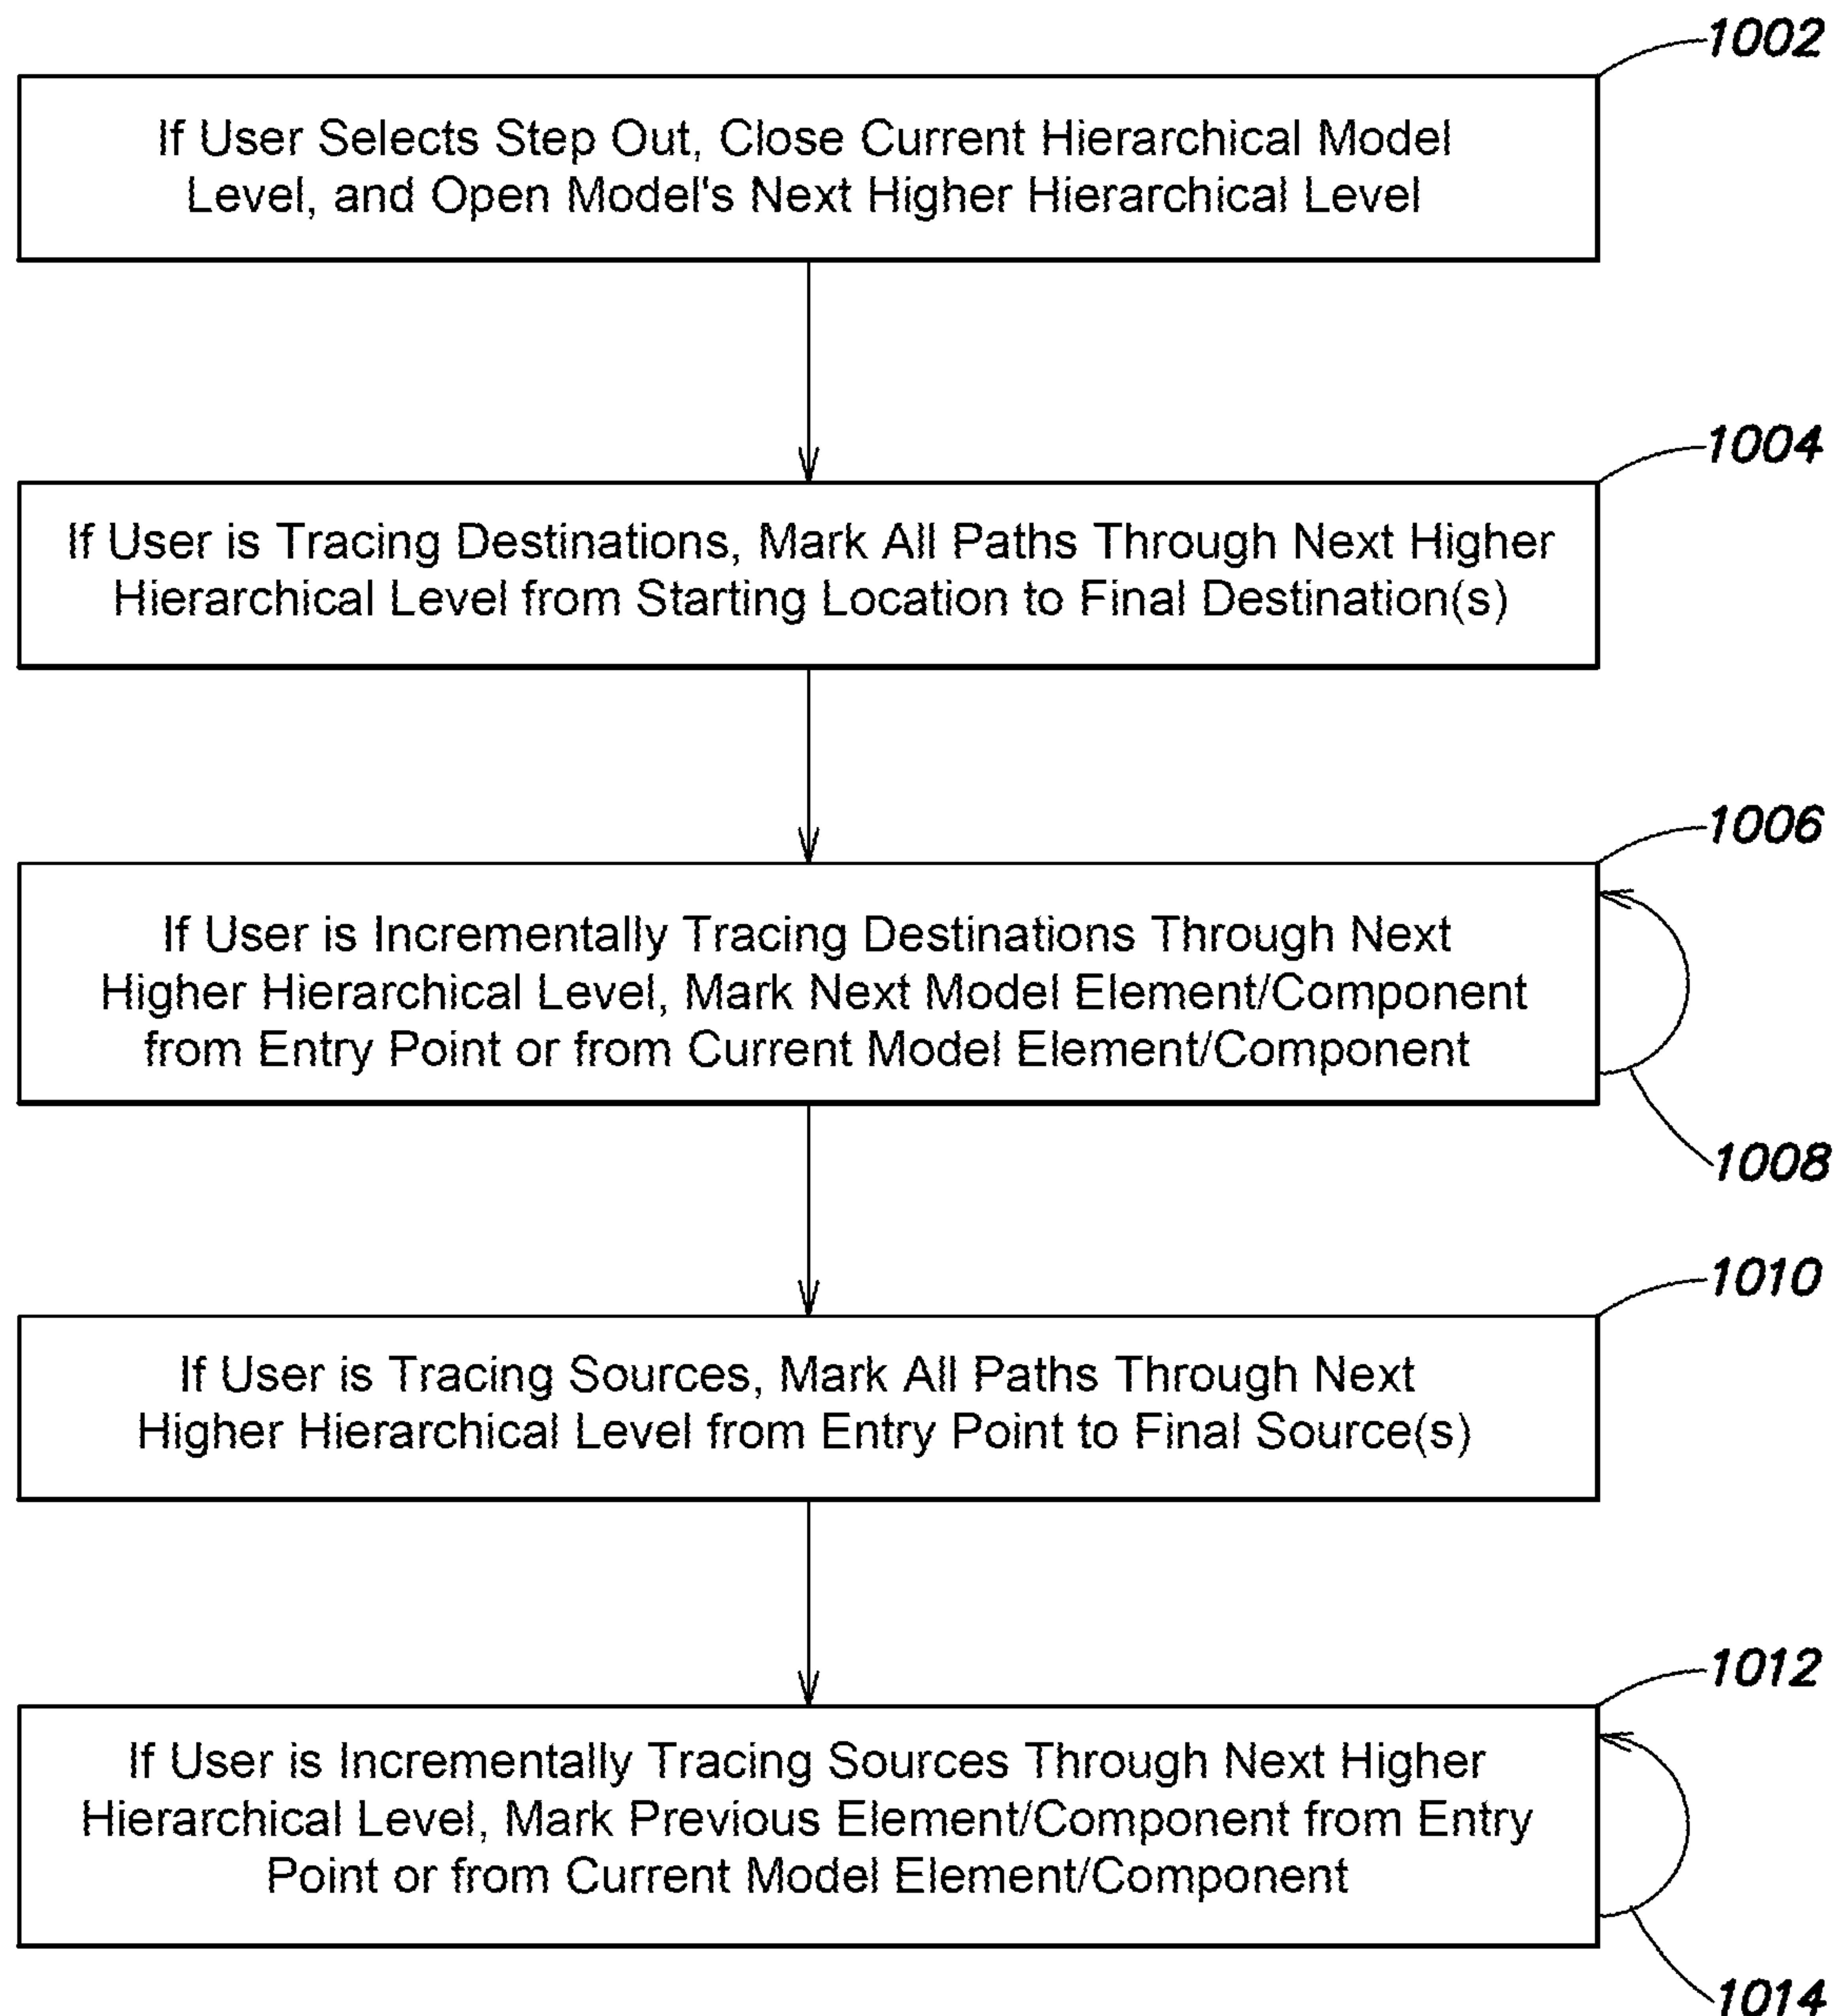 1002
If User Selects Step Out, Close Current Hierarchical Model
Level, and Open Model's Next Higher Hierarchical Level
1004
If User is Tracing Destinations, Mark All Paths Through Next Higher
Hierarchical Level from Starting Location to Final Destination(s)
1006
If User is Incrementally Tracing Destinations Through Next
Higher Hierarchical Level, Mark Next Model Element/Component
from Entry Point or from Current Model Element/Component
1008
1010
If User is Tracing Sources, Mark All Paths Through Next
Higher Hierarchical Level from Entry Point to Final Source(s)
1012
If User is Incrementally Tracing Sources Through Next Higher
Hierarchical Level, Mark Previous Element/Component from Entry
Point or from Current Model Element/Component
1014